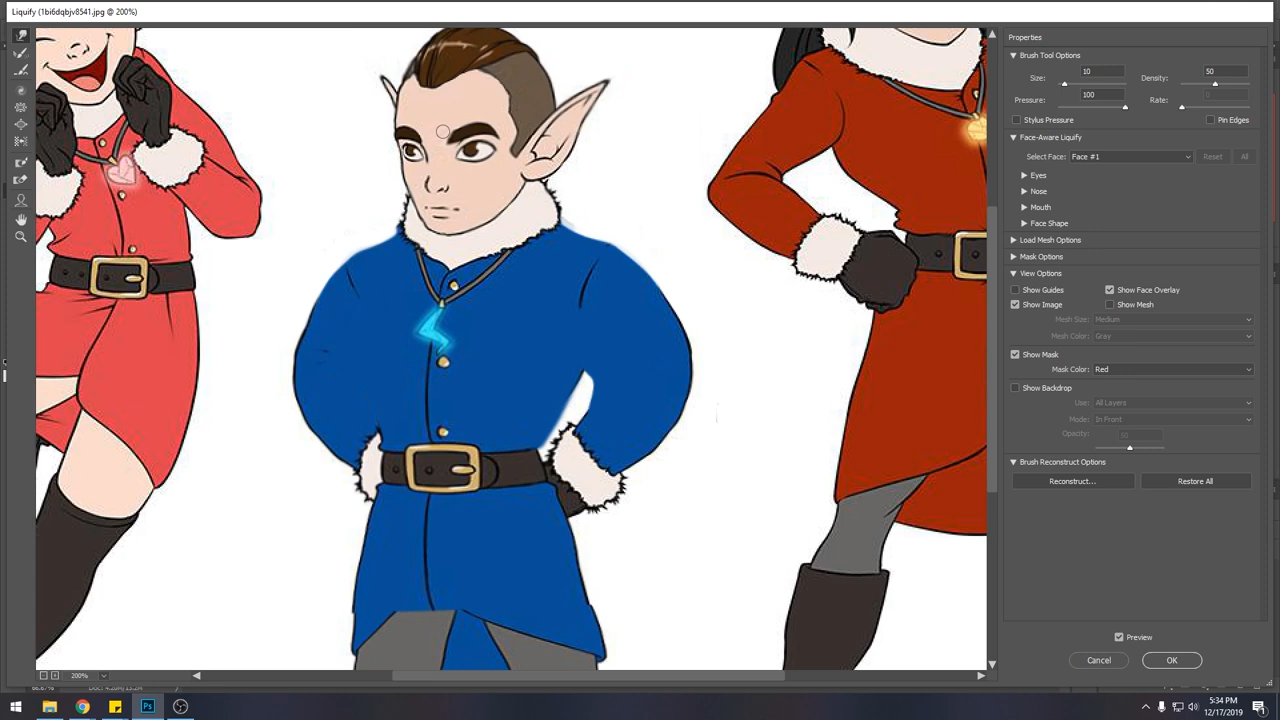 Liquify (1bi6dqbjv8541.jpg @ 200%)
Properties
Brush Tool Options
Size: 10 Density: 50
Pressure: 100 Rate: 0
Stylus Pressure Pin Edges
Face-Aware Liquify
Select Face: Face #1 Reset All
Eyes
Nose
Mouth
Face Shape
Load Mesh Options
Mask Options
View Options
Show Guides Show Face Overlay
Show Image Show Mesh
Mesh Size: Medium
Mesh Color: Gray
Show Mask
Mask Color: Red
Show Backdrop
Use: All Layers
Mode: In Front
Opacity: 50
Brush Reconstruct Options
Reconstruct... Restore All
Preview
Cancel OK
200%
Ps
5:34 PM
12/17/2019
1